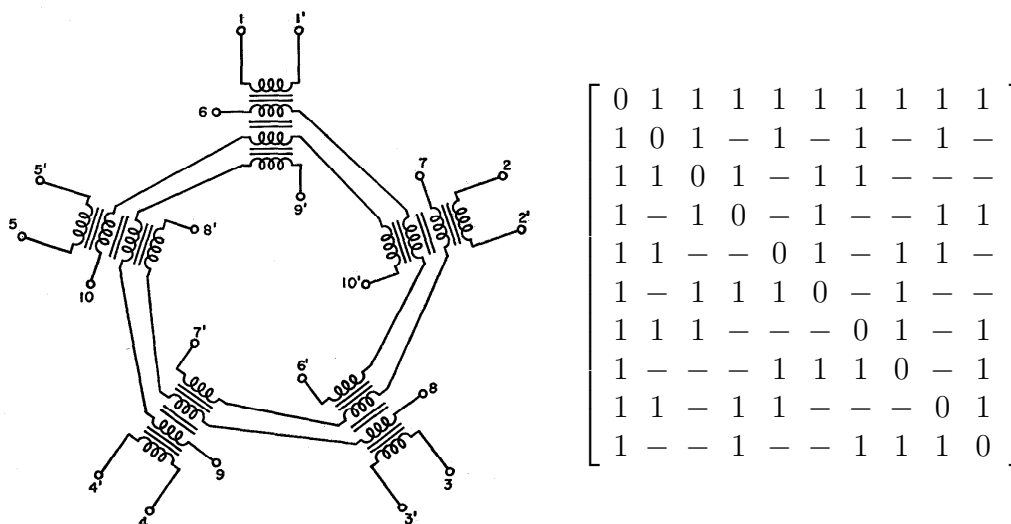 1 1'
6
7 2
5'
9'
5 8' 2'
10 10'
7'
6' 8
4' 9 3
4 3'
0 1 1 1 1 1 1 1 1 1
1 0 1 − 1 − 1 − 1 −
1 1 0 1 − 1 1 − − −
1 − 1 0 − 1 − − 1 1
1 1 − − 0 1 − 1 1 −
1 − 1 1 1 0 − 1 − −
1 1 1 − − − 0 1 − 1
1 − − − 1 1 1 0 − 1
1 1 − 1 1 − − − 0 1
1 − − 1 − − 1 1 1 0